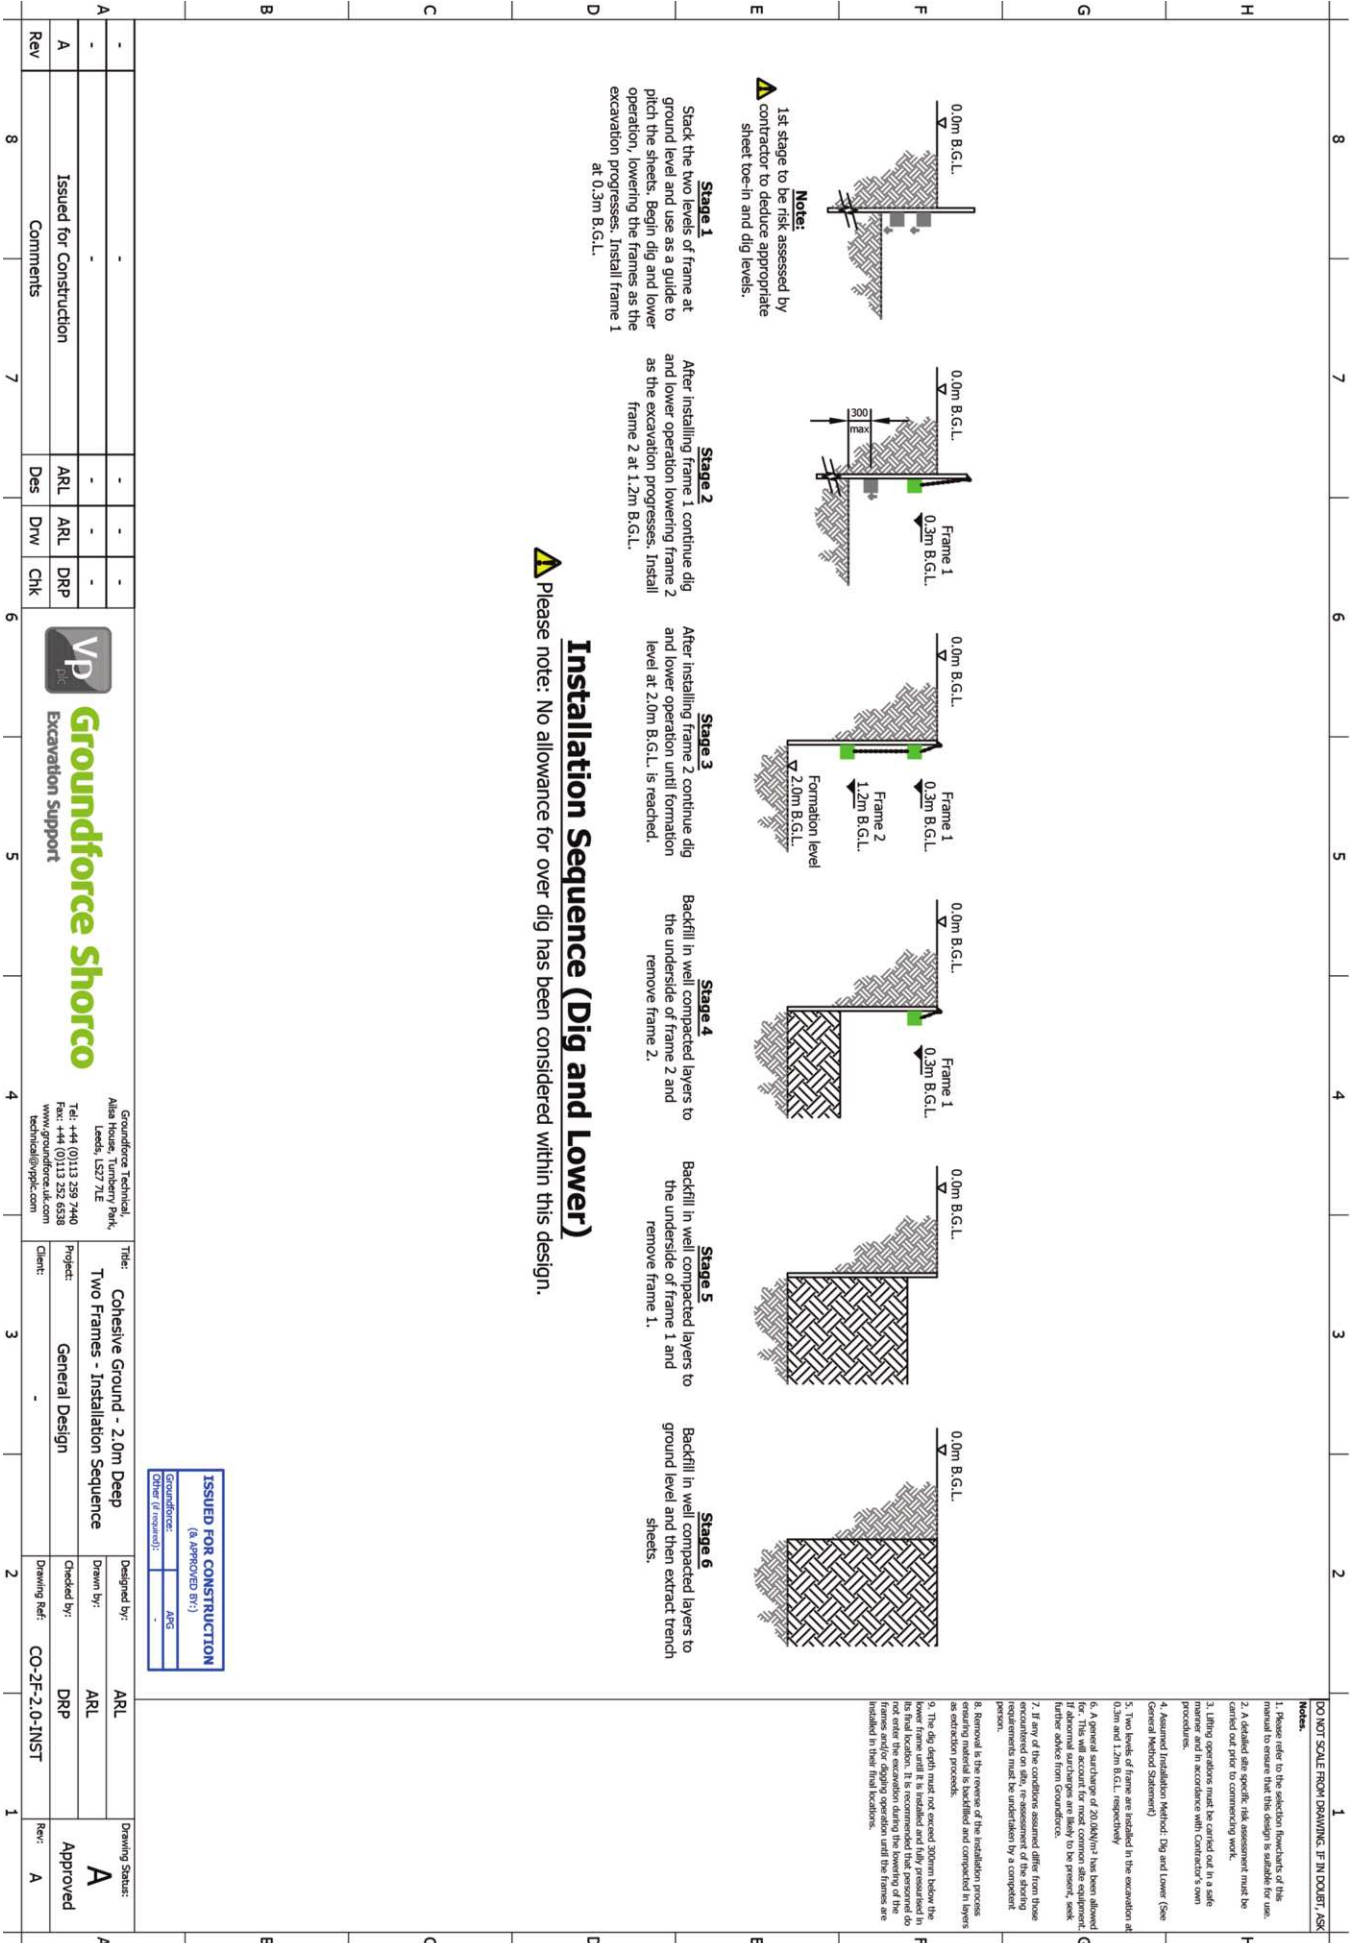 DO NOT SCALE FROM DRAWING. IF IN DOUBT, ASK
Notes.
1. Please refer to the selection flowcharts of this
manual to ensure that this design is suitable for use.
2. A detailed site specific risk assessment must be
carried out prior to commencing work.
3. Lifting operations must be carried out in a safe
manner and in accordance with Contractor's own
procedures.
4. Assumed Installation Method: Dig and Lower (See
General Method Statement)
5. Two levels of frame are installed in the excavation at
0.3m and 1.2m B.G.L. respectively
6. A general surcharge of 20.0kN/m² has been allowed
for. This will account for most common site equipment.
If abnormal surcharges are likely to be present, seek
further advice from Groundforce.
7. If any of the conditions assumed differ from those
encountered on site, re-assessment of the shoring
requirements must be undertaken by a competent
person.
8. Removal is the reverse of the installation process
ensuring material is backfilled and compacted in layers
as extraction proceeds.
9. The dig depth must not exceed 300mm below the
lower frame until it is installed and fully pressurised in
its final location. It is recommended that personnel do
not enter the excavation during the lowering of the
frames and/or digging operation until the frames are
installed in their final locations.
8
7
6
5
4
3
2
1
H
G
F
E
D
C
B
A
0.0m B.G.L.
Note:
1st stage to be risk assessed by
contractor to deduce appropriate
sheet toe-in and dig levels.
Stage 1
Stack the two levels of frame at
ground level and use as a guide to
pitch the sheets. Begin dig and lower
operation, lowering the frames as the
excavation progresses. Install frame 1
at 0.3m B.G.L.
0.0m B.G.L.
300
max
Frame 1
0.3m B.G.L.
Stage 2
After installing frame 1 continue dig
and lower operation lowering frame 2
as the excavation progresses. Install
frame 2 at 1.2m B.G.L.
0.0m B.G.L.
Frame 1
0.3m B.G.L.
Frame 2
1.2m B.G.L.
Formation level
2.0m B.G.L.
Stage 3
After installing frame 2 continue dig
and lower operation until formation
level at 2.0m B.G.L. is reached.
0.0m B.G.L.
Frame 1
0.3m B.G.L.
Stage 4
Backfill in well compacted layers to
the underside of frame 2 and
remove frame 2.
0.0m B.G.L.
Stage 5
Backfill in well compacted layers to
the underside of frame 1 and
remove frame 1.
0.0m B.G.L.
Stage 6
Backfill in well compacted layers to
ground level and then extract trench
sheets.
Installation Sequence (Dig and Lower)
Please note: No allowance for over dig has been considered within this design.
ISSUED FOR CONSTRUCTION
(& APPROVED BY:)
Groundforce: APG
Other (if required): -
- - - - -
- - - - -
A Issued for Construction ARL ARL DRP
Rev Comments Des Drw Chk
Vp
plc
Groundforce Shorco
Excavation Support
Groundforce Technical,
Ailsa House, Turnberry Park,
Leeds, LS27 7LE
Tel: +44 (0)113 259 7440
Fax: +44 (0)113 252 6538
www.groundforce.uk.com
technical@vpplc.com
Title: Cohesive Ground - 2.0m Deep
Two Frames - Installation Sequence
Project: General Design
Client: -
Designed by: ARL
Drawn by: ARL
Checked by: DRP
Drawing Ref: CO-2F-2.0-INST
Drawing Status:
A
Approved
Rev: A
8
7
6
5
4
3
2
1
H
G
F
E
D
C
B
A